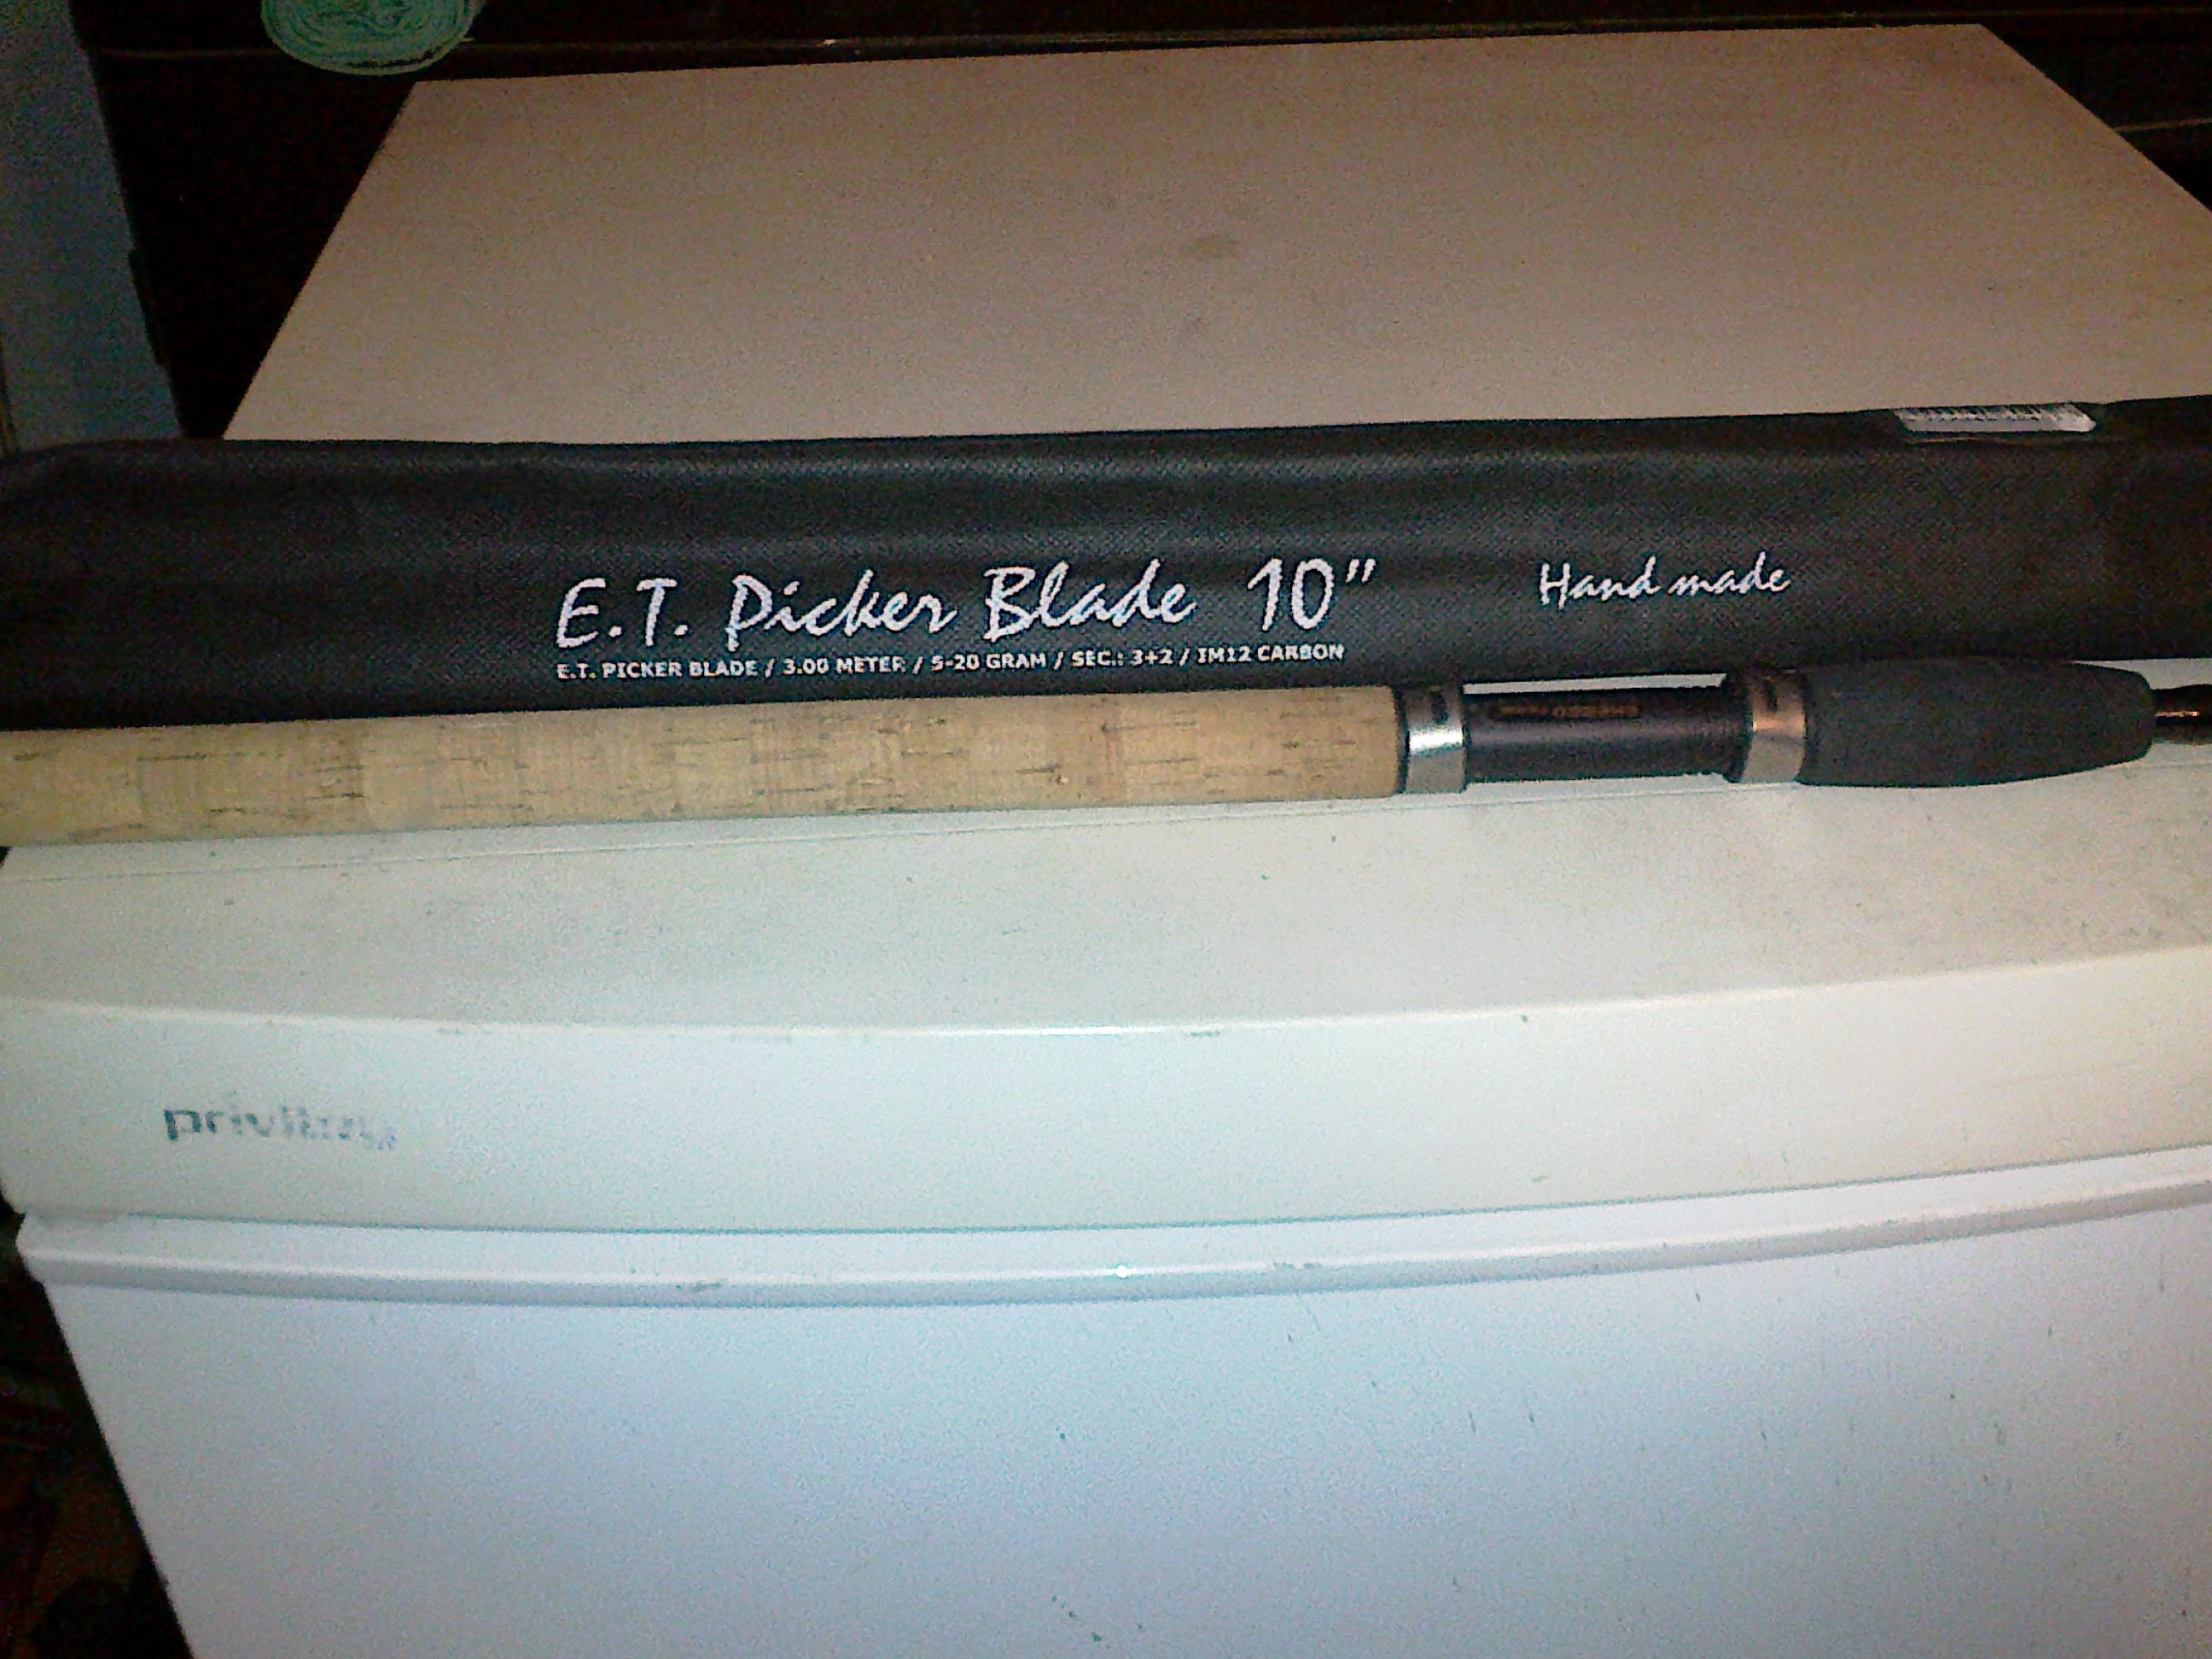 E.T. Picker Blade 10" Hand made
E.T. PICKER BLADE / 3.00 METER / 5-20 GRAM / SEC.: 3+2 / IM12 CARBON